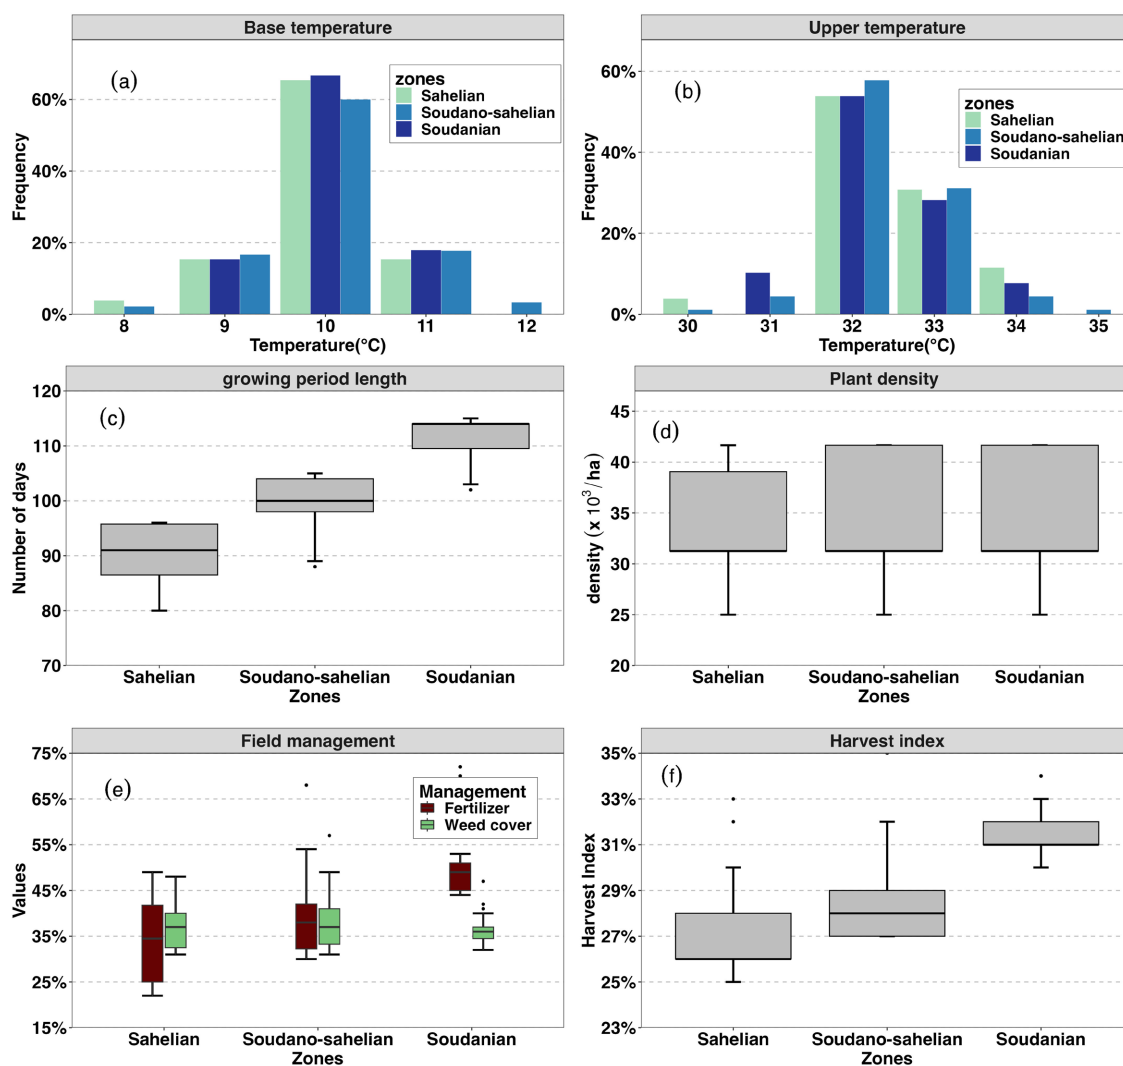 Base temperature
(a)
zones
Sahelian
Soudano-sahelian
Soudanian
Frequency
60%
40%
20%
0%
8 9 10 11 12
Temperature(°C)
Upper temperature
(b)
zones
Sahelian
Soudano-sahelian
Soudanian
Frequency
60%
40%
20%
0%
30 31 32 33 34 35
Temperature(°C)
growing period length
(c)
Number of days
120
110
100
90
80
70
Sahelian Soudano-sahelian Soudanian
Zones
Plant density
(d)
density (x 10³/ha)
45
40
35
30
25
20
Sahelian Soudano-sahelian Soudanian
Zones
Field management
(e)
Management
Fertilizer
Weed cover
Values
75%
65%
55%
45%
35%
25%
15%
Sahelian Soudano-sahelian Soudanian
Zones
Harvest index
(f)
Harvest Index
35%
33%
31%
29%
27%
25%
23%
Sahelian Soudano-sahelian Soudanian
Zones